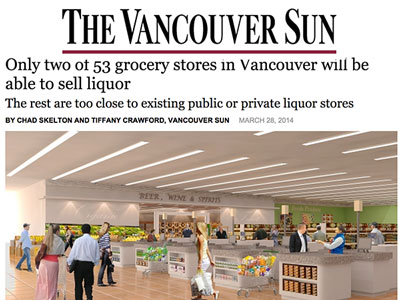 THE VANCOUVER SUN
Only two of 53 grocery stores in Vancouver will be
able to sell liquor
The rest are too close to existing public or private liquor stores
BY CHAD SKELTON AND TIFFANY CRAWFORD, VANCOUVER SUN MARCH 28, 2014
BEER, WINE & SPIRITS